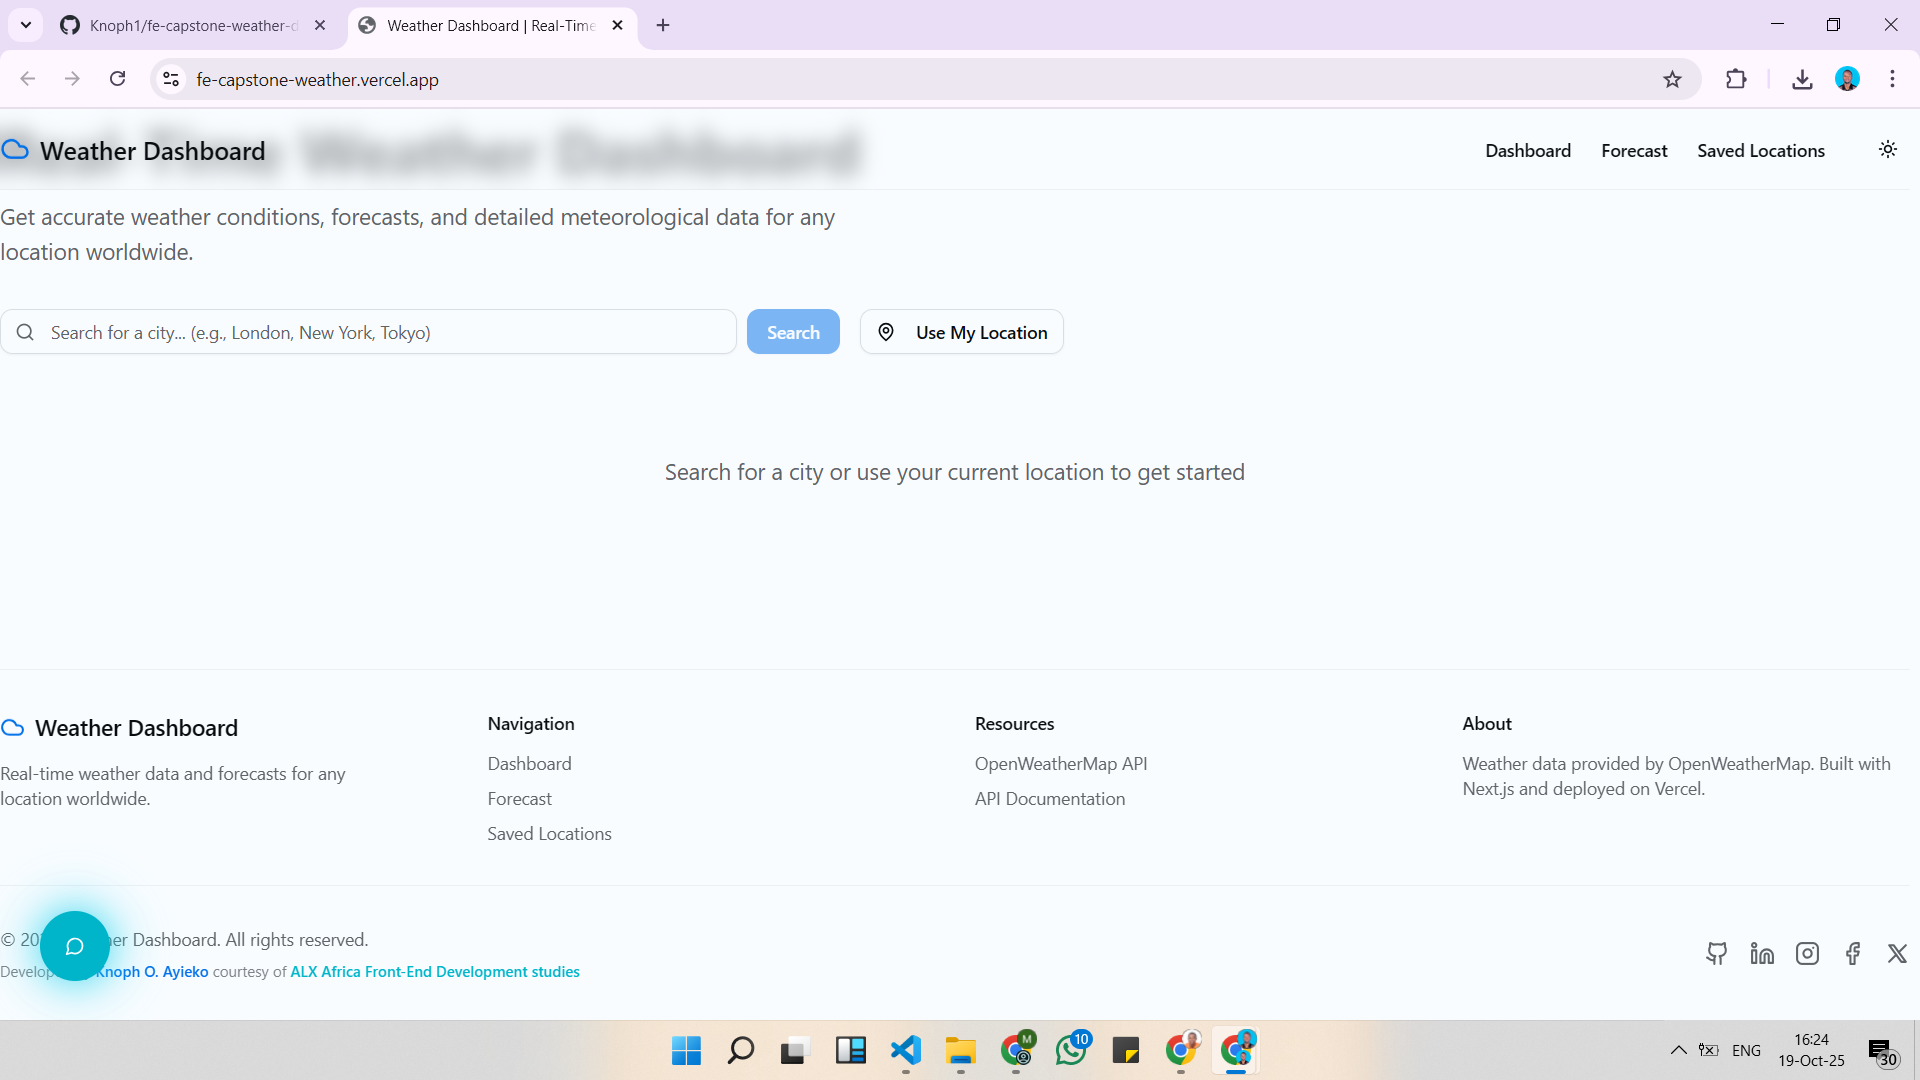 Knoph1/fe-capstone-weather-d
Weather Dashboard | Real-Time
fe-capstone-weather.vercel.app
Real-Time Weather Dashboard
Weather Dashboard
Dashboard
Forecast
Saved Locations
Get accurate weather conditions, forecasts, and detailed meteorological data for any
location worldwide.
Search for a city... (e.g., London, New York, Tokyo)
Search
Use My Location
Search for a city or use your current location to get started
Weather Dashboard
Real-time weather data and forecasts for any
location worldwide.
Navigation
Dashboard
Forecast
Saved Locations
Resources
OpenWeatherMap API
API Documentation
About
Weather data provided by OpenWeatherMap. Built with
Next.js and deployed on Vercel.
© 20 er Dashboard. All rights reserved.
Develop Knoph O. Ayieko courtesy of ALX Africa Front-End Development studies
M
10
ENG
16:24
19-Oct-25
30